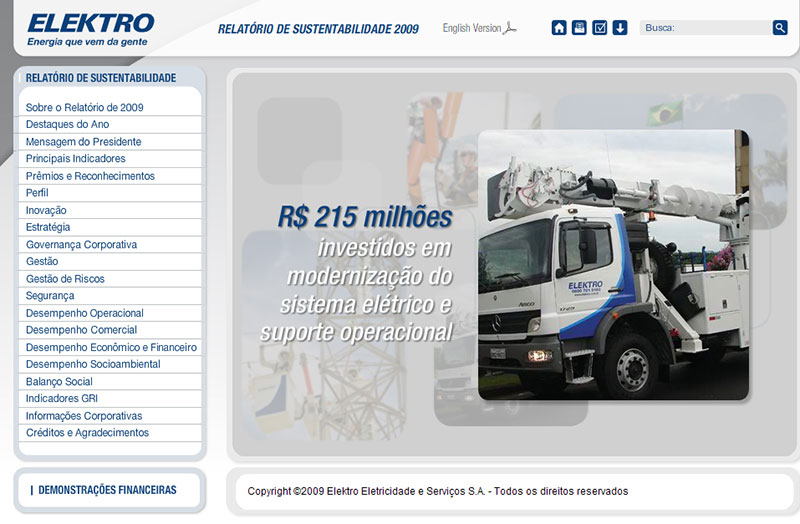 ELEKTRO
Energia que vem da gente
RELATÓRIO DE SUSTENTABILIDADE 2009
English Version
Busca:
RELATÓRIO DE SUSTENTABILIDADE
Sobre o Relatório de 2009
Destaques do Ano
Mensagem do Presidente
Principais Indicadores
Prêmios e Reconhecimentos
Perfil
Inovação
Estratégia
Governança Corporativa
Gestão
Gestão de Riscos
Segurança
Desempenho Operacional
Desempenho Comercial
Desempenho Econômico e Financeiro
Desempenho Socioambiental
Balanço Social
Indicadores GRI
Informações Corporativas
Créditos e Agradecimentos
DEMONSTRAÇÕES FINANCEIRAS
R$ 215 milhões
investidos em
modernização do
sistema elétrico e
suporte operacional
ELEKTRO
Copyright ©2009 Elektro Eletricidade e Serviços S.A. - Todos os direitos reservados